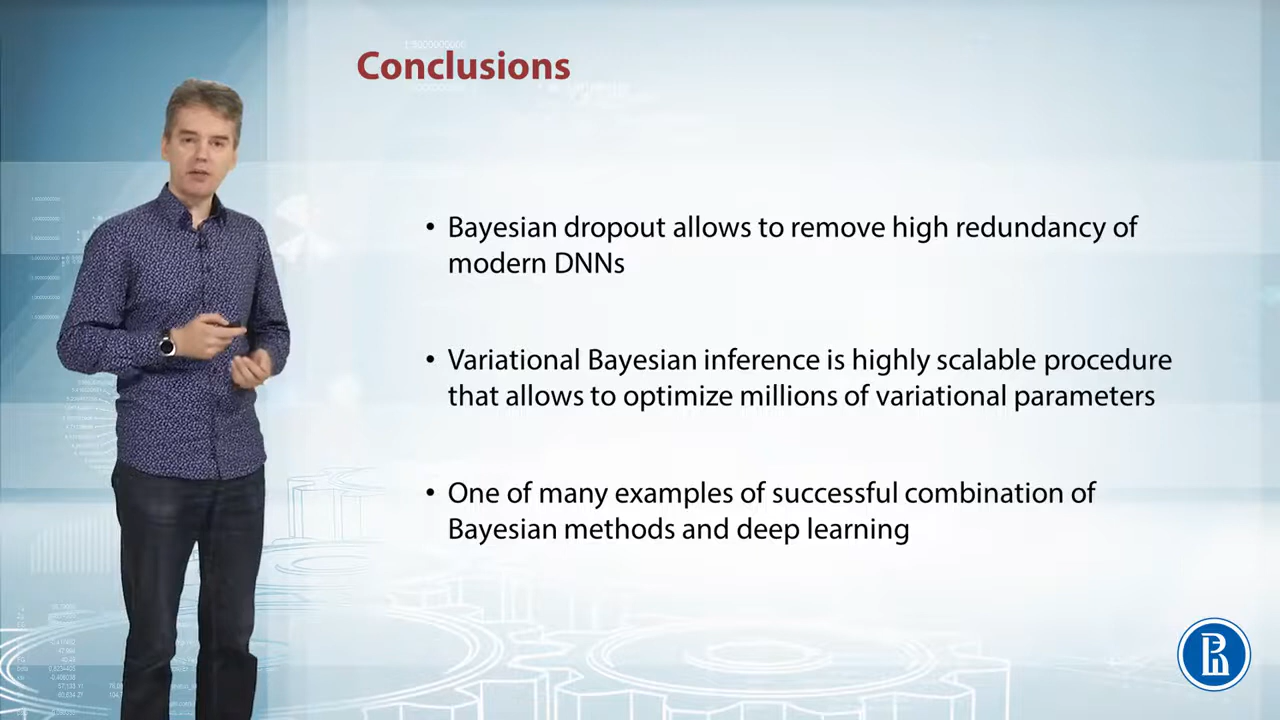 Conclusions
• Bayesian dropout allows to remove high redundancy of
modern DNNs
• Variational Bayesian inference is highly scalable procedure
that allows to optimize millions of variational parameters
• One of many examples of successful combination of
Bayesian methods and deep learning